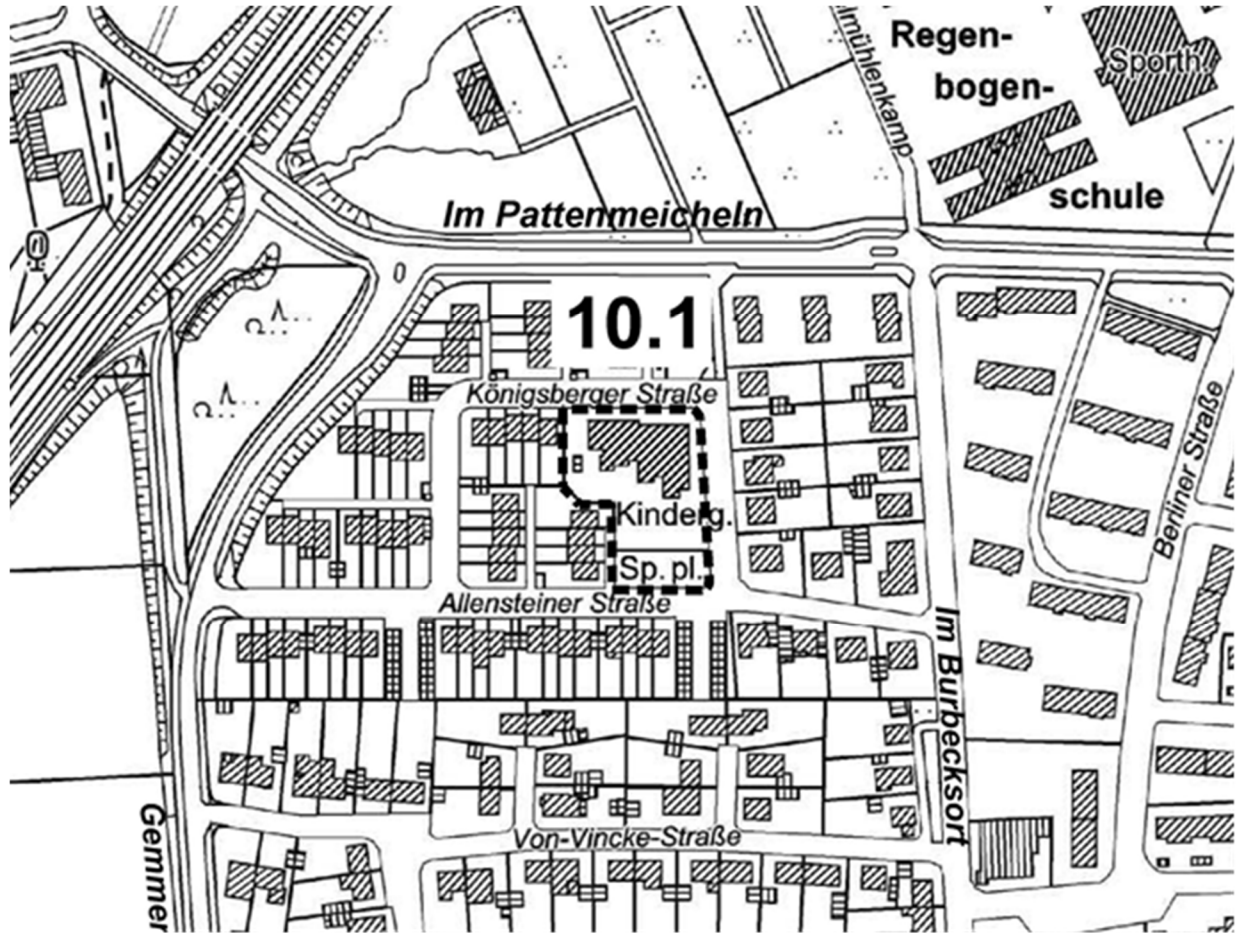 Regen-
bogen-
schule
Sporth.
lmühlenkamp
Im Pattenmeicheln
10.1
Königsberger Straße
Kinderg.
Sp. pl.
Allensteiner Straße
Berliner Straße
Im Burbecksort
Von-Vincke-Straße
Gemmer